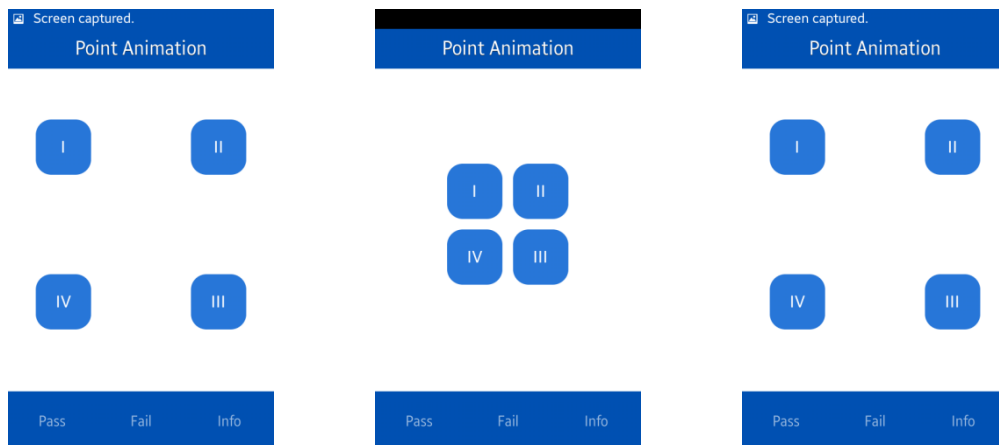 Screen captured.
Point Animation
I II
IV III
Pass Fail Info
Point Animation
I II
IV III
Pass Fail Info
Screen captured.
Point Animation
I II
IV III
Pass Fail Info